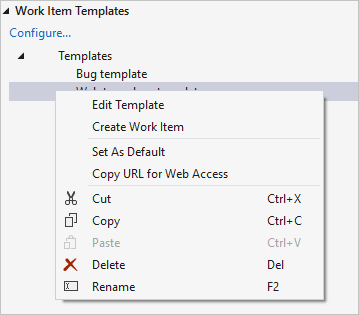 Work Item Templates
Configure...
Templates
Bug template
Edit Template
Create Work Item
Set As Default
Copy URL for Web Access
Cut Ctrl+X
Copy Ctrl+C
Paste Ctrl+V
Delete Del
Rename F2